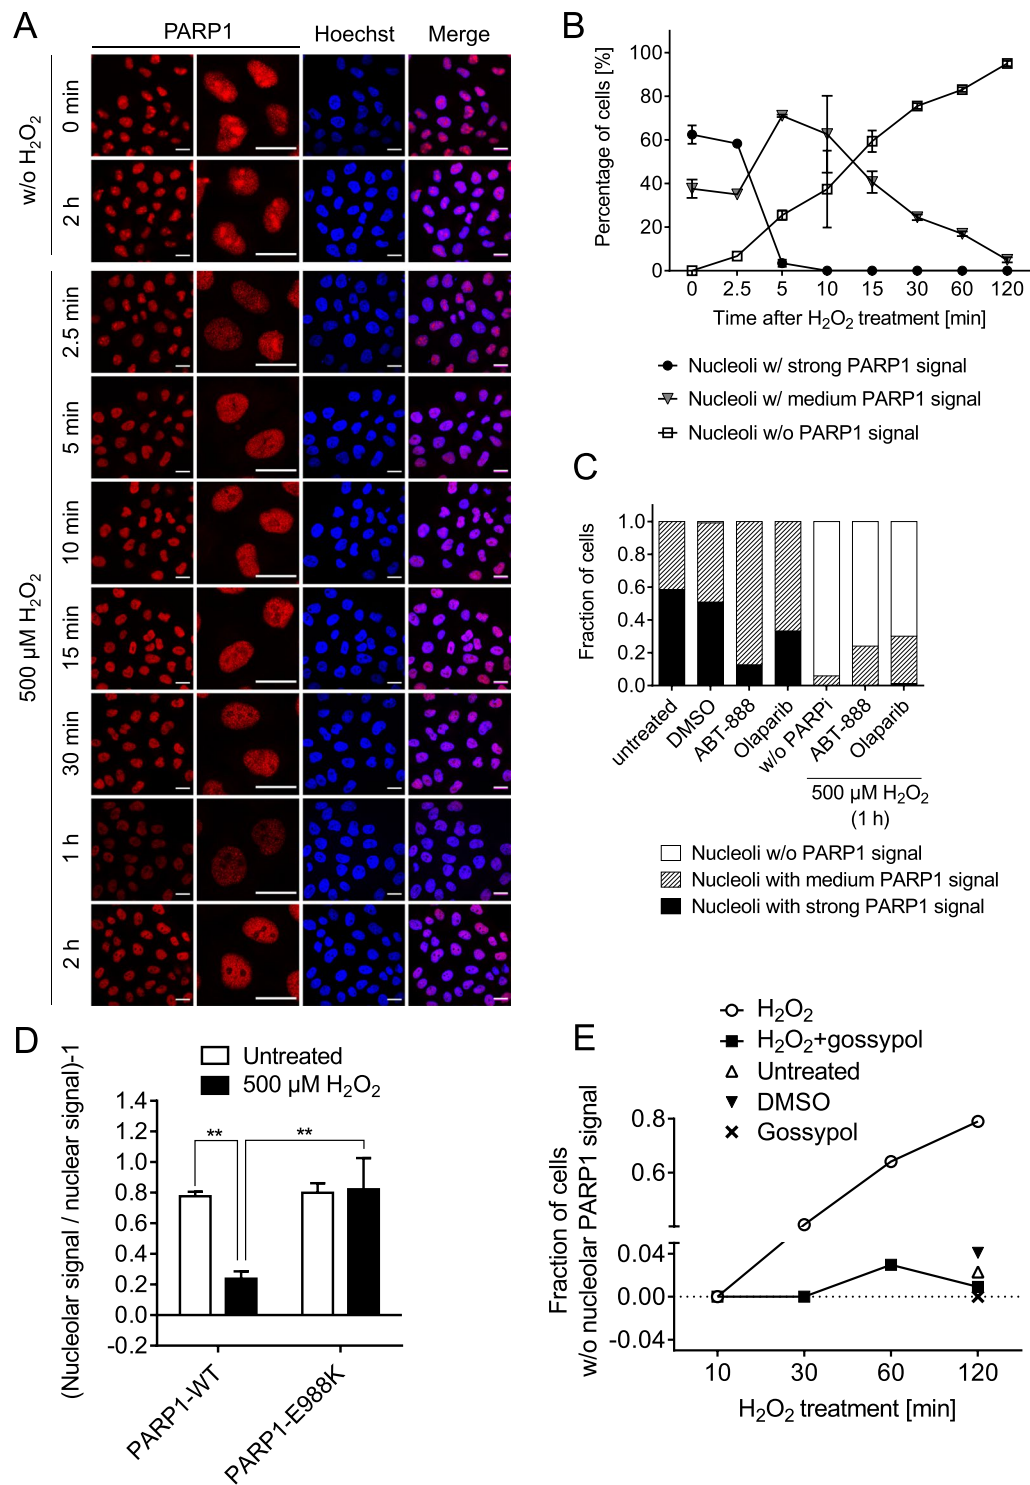 A
PARP1
Hoechst
Merge
w/o H₂O₂
0 min
2 h
500 µM H₂O₂
2.5 min
5 min
10 min
15 min
30 min
1 h
2 h
B
Percentage of cells [%]
100
80
60
40
20
0
0 2.5 5 10 15 30 60 120
Time after H₂O₂ treatment [min]
Nucleoli w/ strong PARP1 signal
Nucleoli w/ medium PARP1 signal
Nucleoli w/o PARP1 signal
C
Fraction of cells
1.0
0.8
0.6
0.4
0.2
0.0
untreated
DMSO
ABT-888
Olaparib
w/o PARPi
ABT-888
Olaparib
500 µM H₂O₂
(1 h)
Nucleoli w/o PARP1 signal
Nucleoli with medium PARP1 signal
Nucleoli with strong PARP1 signal
D
Untreated
500 µM H₂O₂
(Nucleolar signal / nuclear signal)-1
1.4
1.2
1.0
0.8
0.6
0.4
0.2
0.0
-0.2
** **
PARP1-WT
PARP1-E988K
E
H₂O₂
H₂O₂+gossypol
Untreated
DMSO
Gossypol
Fraction of cells
w/o nucleolar PARP1 signal
0.8
0.6
0.04
0.00
-0.04
10 30 60 120
H₂O₂ treatment [min]